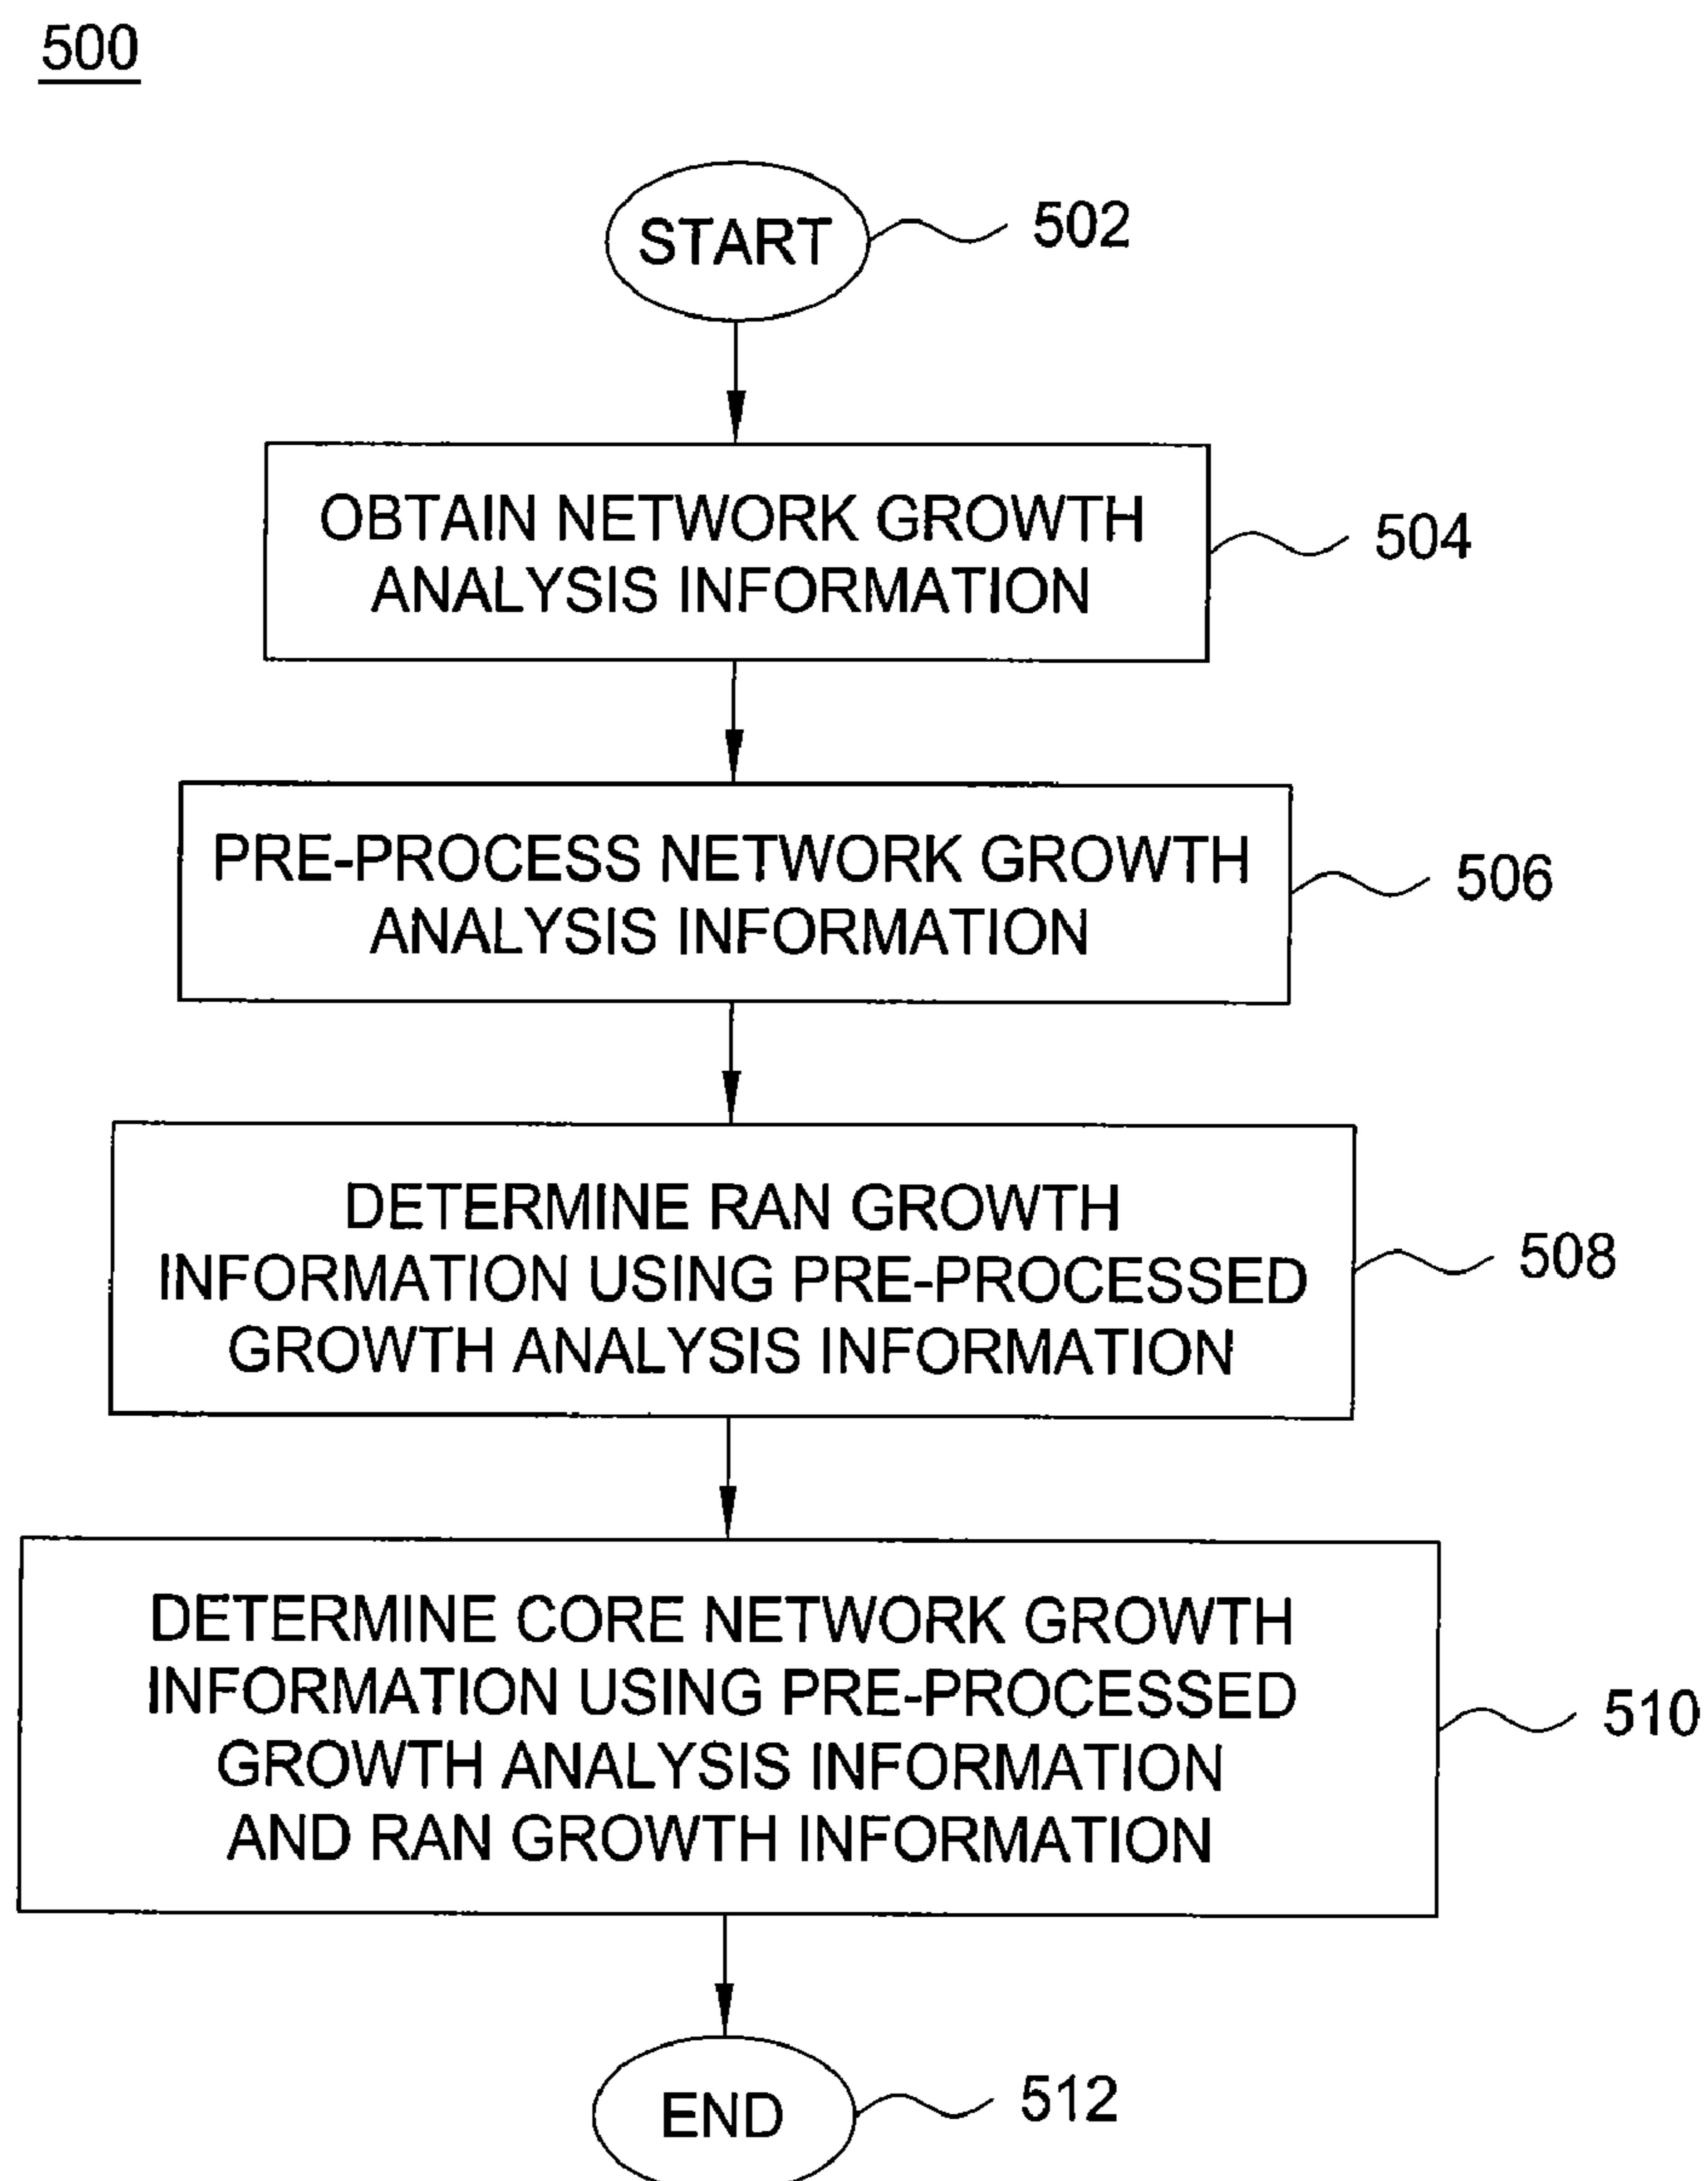 500
START
502
OBTAIN NETWORK GROWTH
ANALYSIS INFORMATION
504
PRE-PROCESS NETWORK GROWTH
ANALYSIS INFORMATION
506
DETERMINE RAN GROWTH
INFORMATION USING PRE-PROCESSED
GROWTH ANALYSIS INFORMATION
508
DETERMINE CORE NETWORK GROWTH
INFORMATION USING PRE-PROCESSED
GROWTH ANALYSIS INFORMATION
AND RAN GROWTH INFORMATION
510
END
512